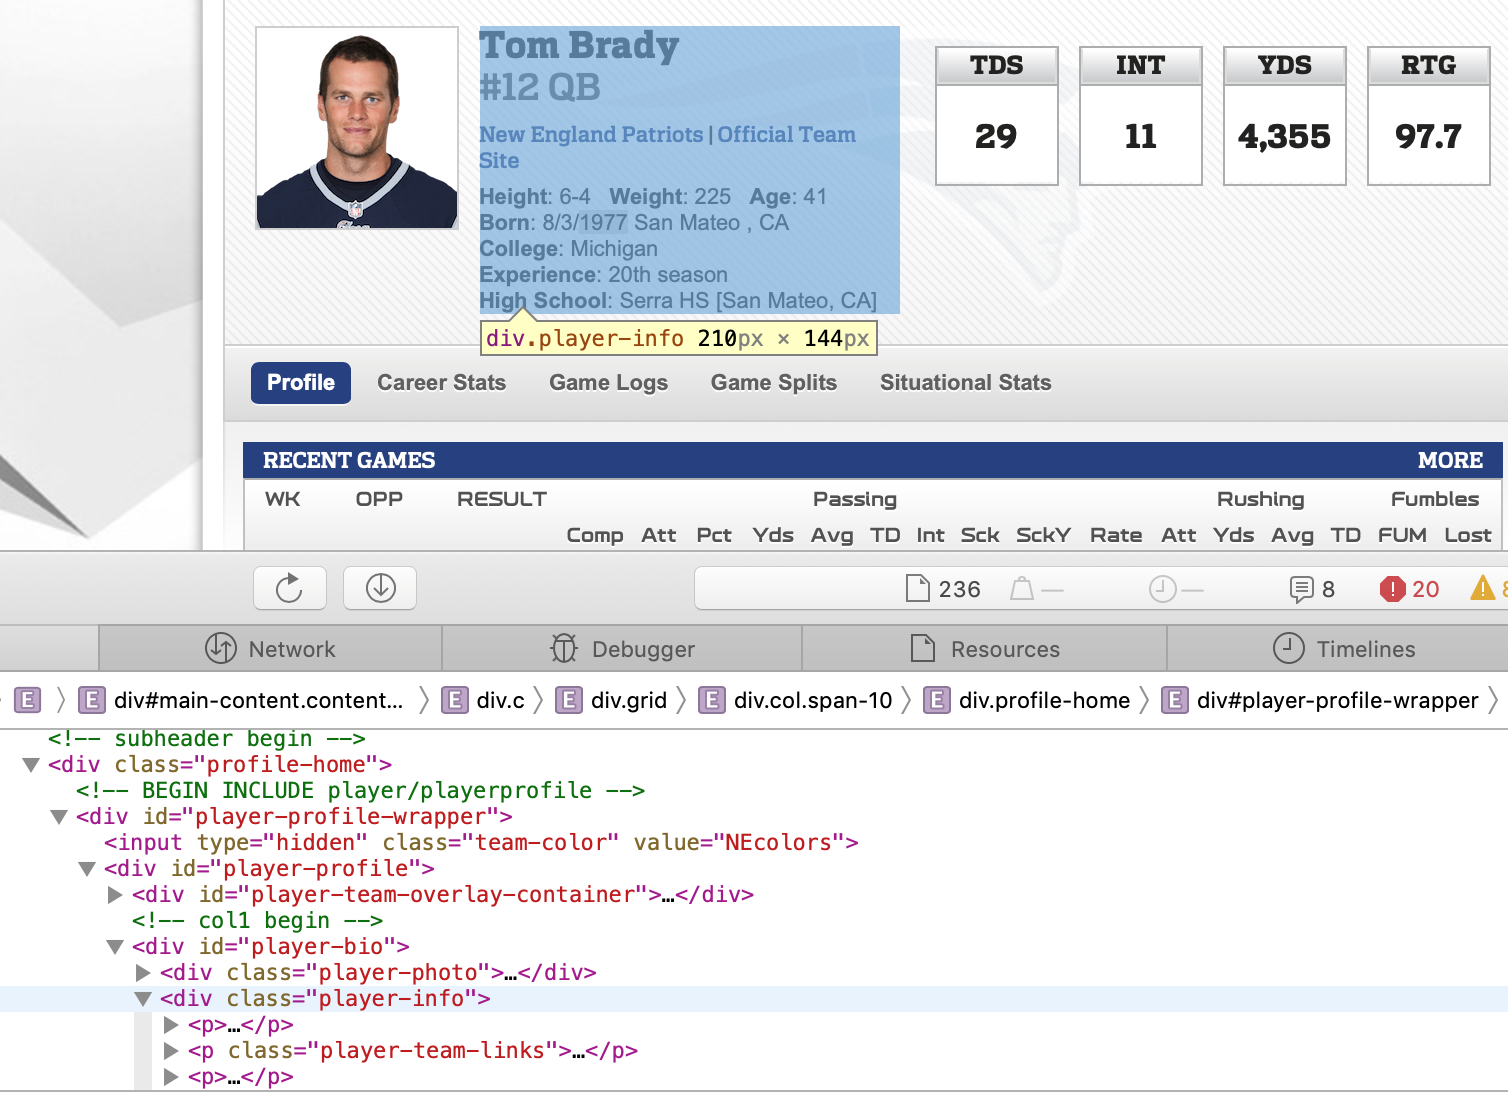 Tom Brady
#12 QB
New England Patriots | Official Team
Site
Height: 6-4 Weight: 225 Age: 41
Born: 8/3/1977 San Mateo , CA
College: Michigan
Experience: 20th season
High School: Serra HS [San Mateo, CA]
TDS INT YDS RTG
29 11 4,355 97.7
div.player-info 210px × 144px
Profile Career Stats Game Logs Game Splits Situational Stats
RECENT GAMES MORE
WK OPP RESULT Passing Rushing Fumbles
Comp Att Pct Yds Avg TD Int Sck SckY Rate Att Yds Avg TD FUM Lost
236 — — 8 20
Network Debugger Resources Timelines
E E div#main-content.content... E div.c E div.grid E div.col.span-10 E div.profile-home E div#player-profile-wrapper
<!-- subheader begin -->
<div class="profile-home">
<!-- BEGIN INCLUDE player/playerprofile -->
<div id="player-profile-wrapper">
<input type="hidden" class="team-color" value="NEcolors">
<div id="player-profile">
<div id="player-team-overlay-container">…</div>
<!-- col1 begin -->
<div id="player-bio">
<div class="player-photo">…</div>
<div class="player-info">
<p>…</p>
<p class="player-team-links">…</p>
<p>…</p>